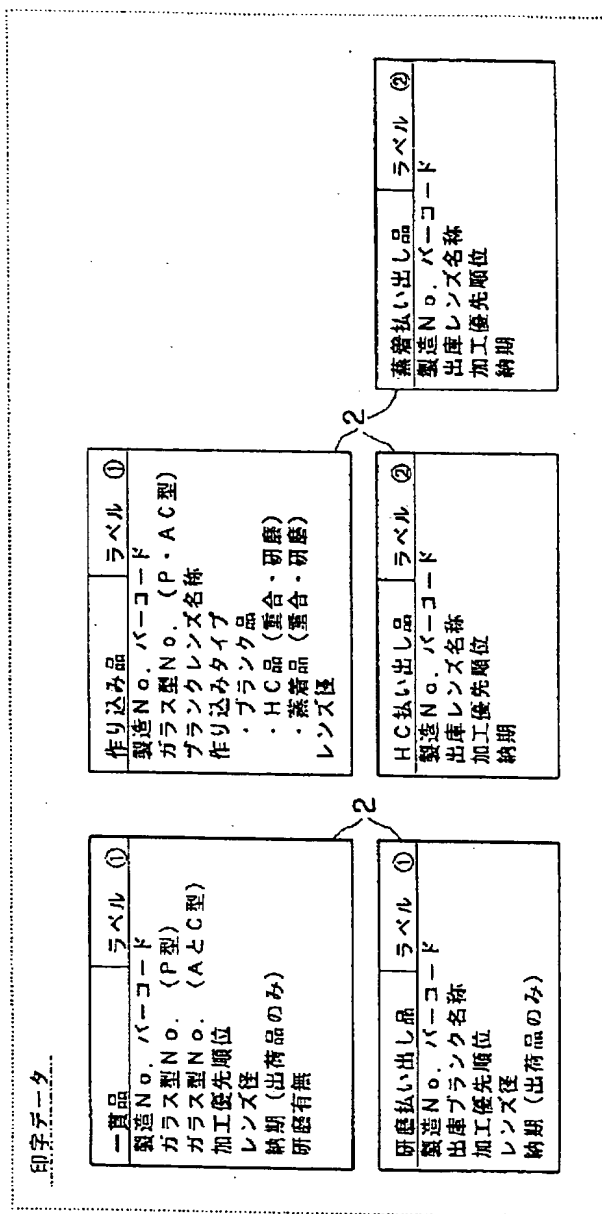 印字データ
一貫品 ラベル ①
製造No. バーコード
ガラス型No. (P型)
ガラス型No. (AとC型)
加工優先順位
レンズ径
納期 (出荷品のみ)
研磨有無
2
研磨払い出し品 ラベル ①
製造No. バーコード
出庫ブランク名称
加工優先順位
レンズ径
納期 (出荷品のみ)
作り込み品 ラベル ①
製造No. バーコード
ガラス型No. (P・AC型)
ブランクレンズ名称
作り込みタイプ
・ブランク品
・HC品 (重合・研磨)
・蒸着品 (重合・研磨)
レンズ径
2
HC払い出し品 ラベル ②
製造No. バーコード
出庫レンズ名称
加工優先順位
納期
蒸着払い出し品 ラベル ②
製造No. バーコード
出庫レンズ名称
加工優先順位
納期